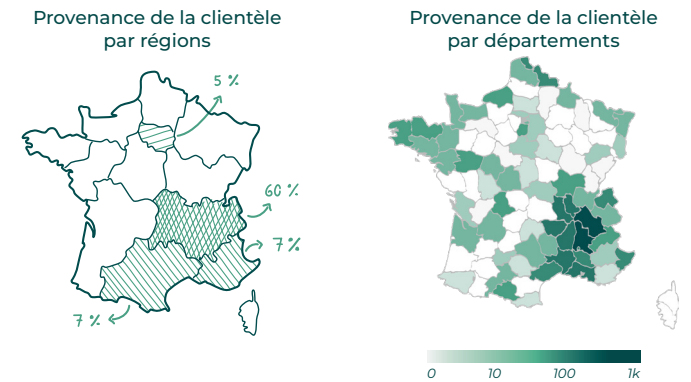 Provenance de la clientèle
par régions
5 %
60 %
7 %
7 %
Provenance de la clientèle
par départements
0 10 100 1k